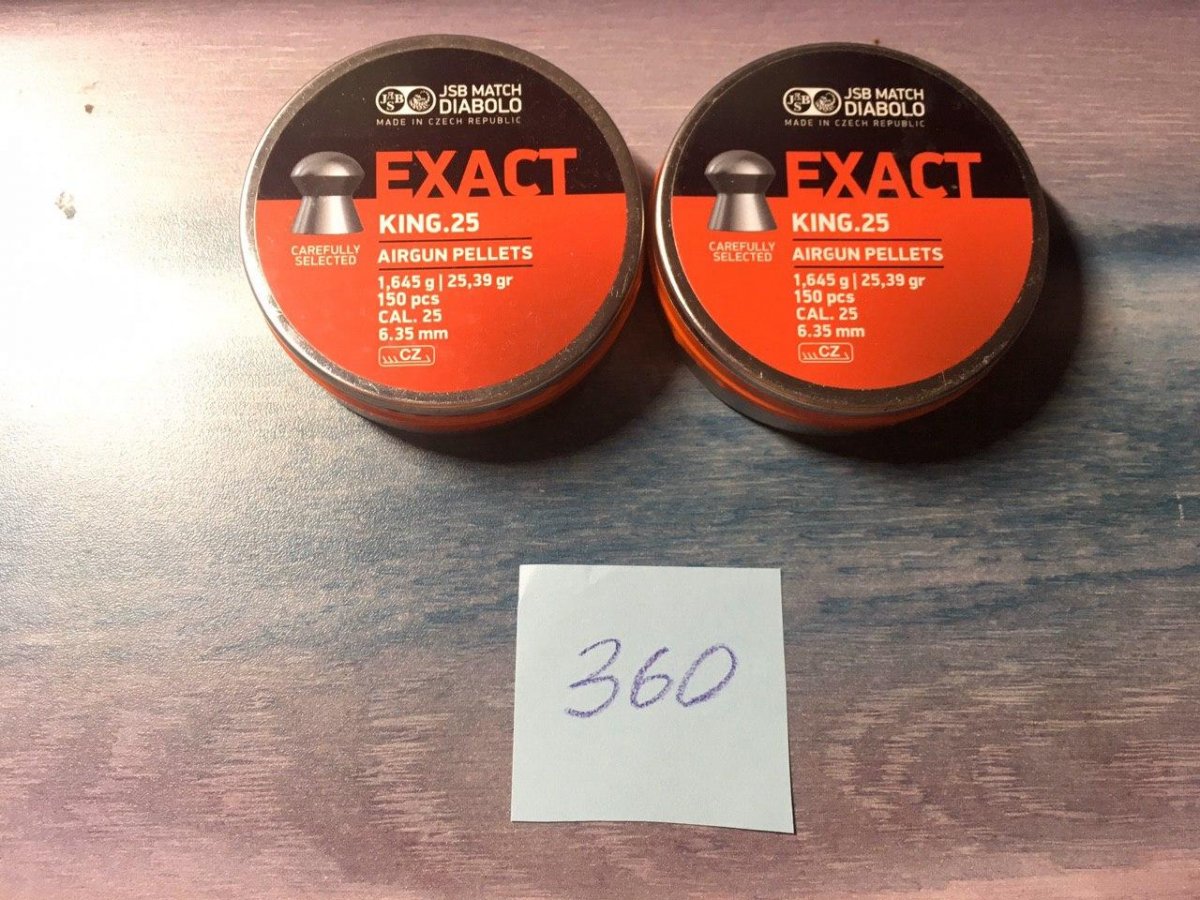 JSB
JSB MATCH
DIABOLO
MADE IN CZECH REPUBLIC
EXACT
KING.25
CAREFULLY
SELECTED
AIRGUN PELLETS
1,645 g | 25,39 gr
150 pcs
CAL. 25
6.35 mm
CZ
JSB
JSB MATCH
DIABOLO
MADE IN CZECH REPUBLIC
EXACT
KING.25
CAREFULLY
SELECTED
AIRGUN PELLETS
1,645 g | 25,39 gr
150 pcs
CAL. 25
6.35 mm
CZ
360